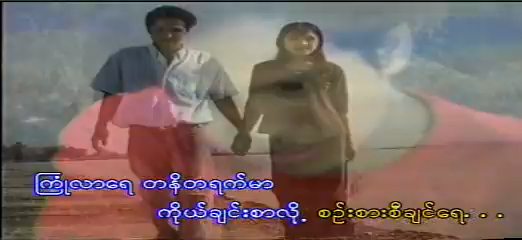 ကြုံလာရေ တနိတရက်မာ
ကိုယ်ချင်းစာလို့ စဉ်းစားစီချင်ရေ. . .